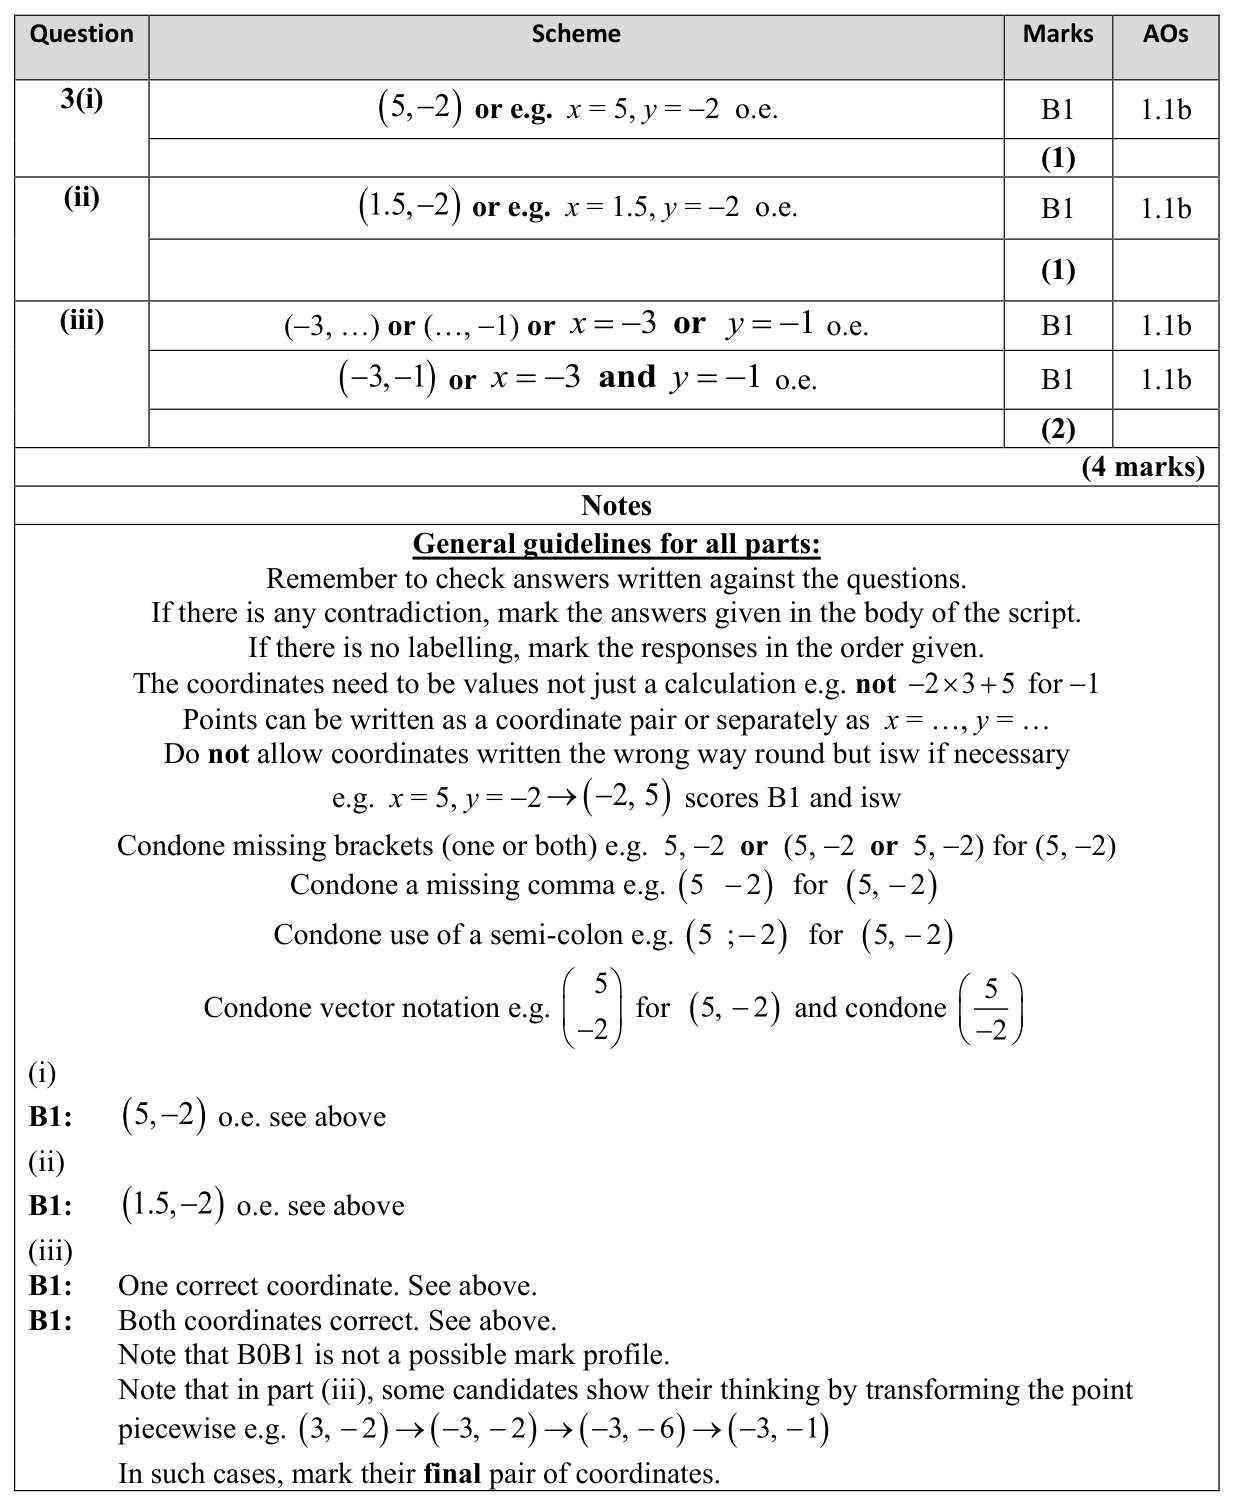 Question Scheme Marks AOs
3(i) (5, –2) or e.g. x = 5, y = –2 o.e. B1 1.1b
(1)
(ii) (1.5, –2) or e.g. x = 1.5, y = –2 o.e. B1 1.1b
(1)
(iii) (–3, …) or (…, –1) or x = –3 or y = –1 o.e. B1 1.1b
(–3, –1) or x = –3 and y = –1 o.e. B1 1.1b
(2)
(4 marks)
Notes
General guidelines for all parts:
Remember to check answers written against the questions.
If there is any contradiction, mark the answers given in the body of the script.
If there is no labelling, mark the responses in the order given.
The coordinates need to be values not just a calculation e.g. not –2×3+5 for –1
Points can be written as a coordinate pair or separately as x = …, y = …
Do not allow coordinates written the wrong way round but isw if necessary
e.g. x = 5, y = –2 → (–2, 5) scores B1 and isw
Condone missing brackets (one or both) e.g. 5, –2 or (5, –2 or 5, –2) for (5, –2)
Condone a missing comma e.g. (5 –2) for (5, –2)
Condone use of a semi-colon e.g. (5 ;–2) for (5, –2)
Condone vector notation e.g. (5 –2) for (5, –2) and condone (5/–2)
(i)
B1: (5, –2) o.e. see above
(ii)
B1: (1.5, –2) o.e. see above
(iii)
B1: One correct coordinate. See above.
B1: Both coordinates correct. See above.
Note that B0B1 is not a possible mark profile.
Note that in part (iii), some candidates show their thinking by transforming the point
piecewise e.g. (3, –2) → (–3, –2) → (–3, –6) → (–3, –1)
In such cases, mark their final pair of coordinates.